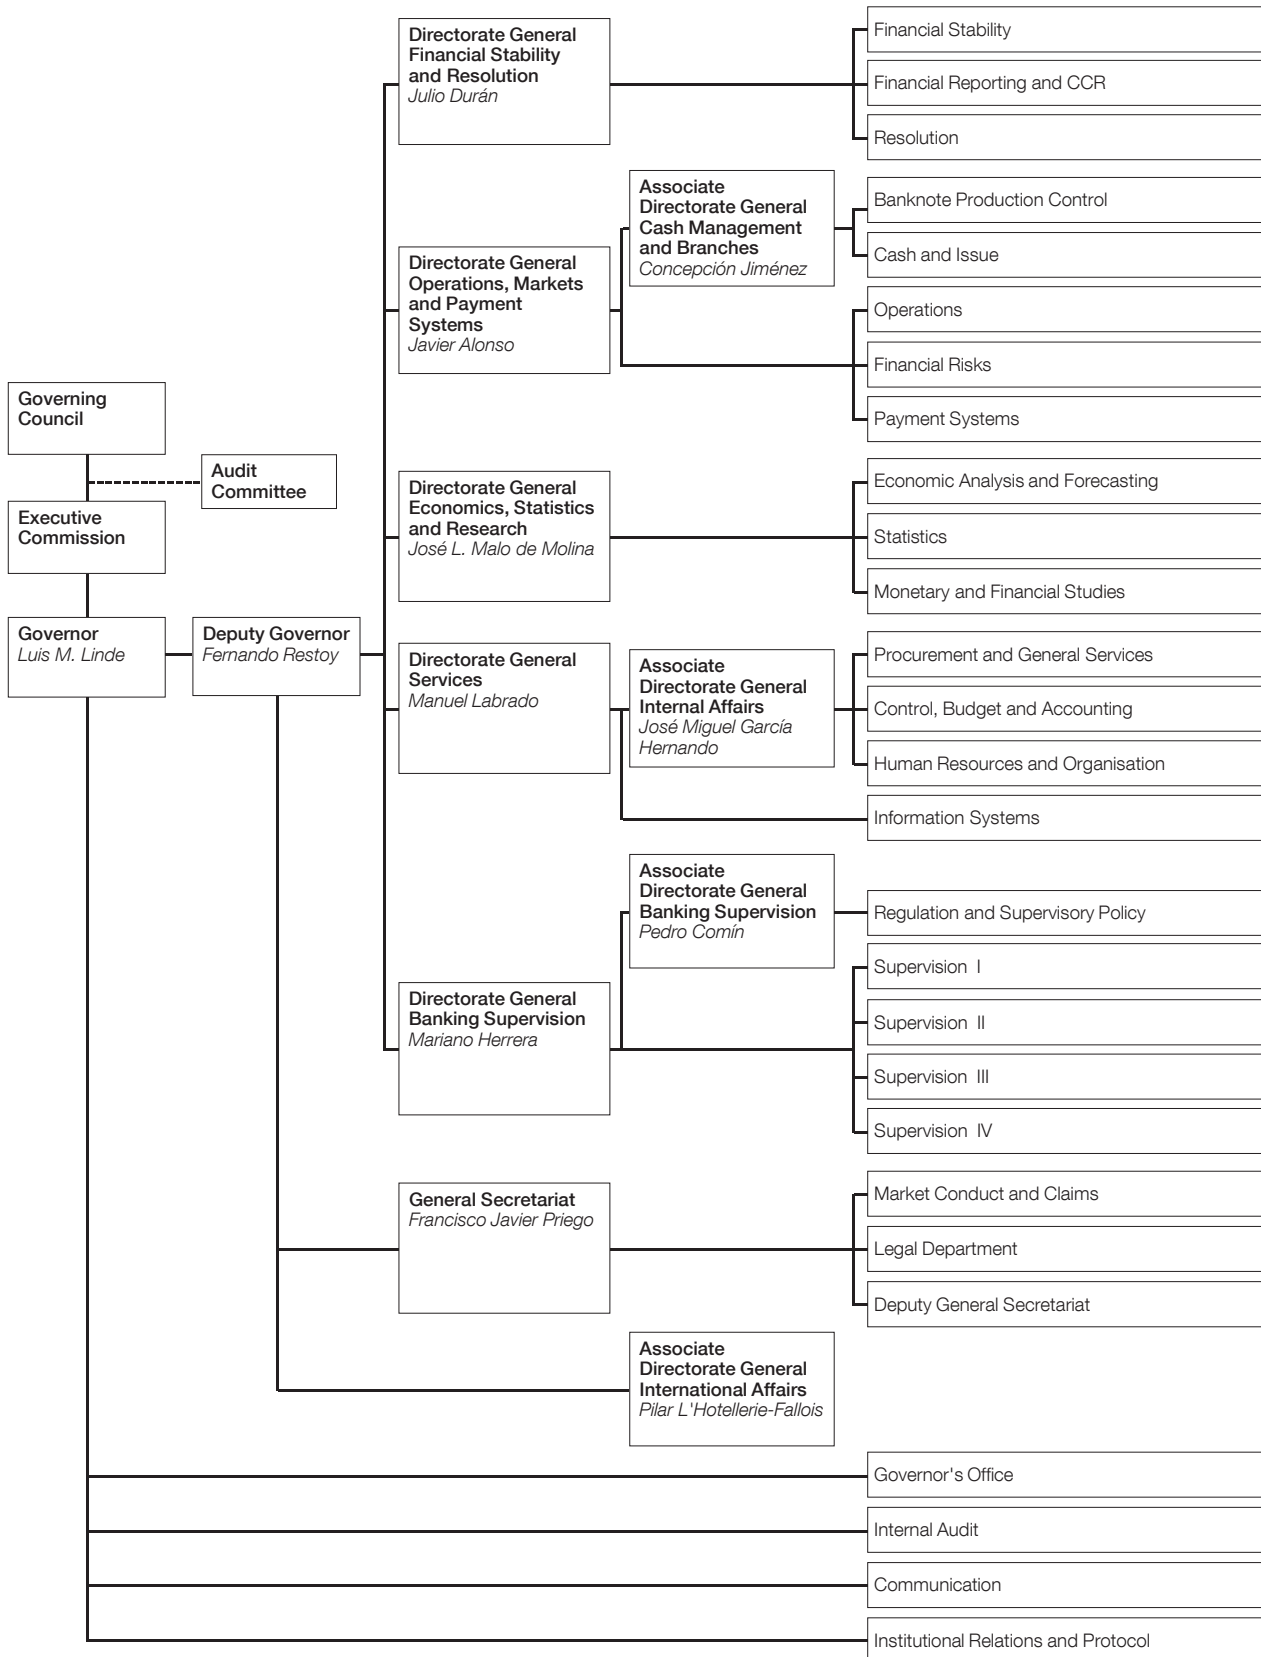 Directorate General
Financial Stability
and Resolution
Julio Durán
Financial Stability
Financial Reporting and CCR
Resolution
Directorate General
Operations, Markets
and Payment
Systems
Javier Alonso
Associate
Directorate General
Cash Management
and Branches
Concepción Jiménez
Banknote Production Control
Cash and Issue
Operations
Financial Risks
Payment Systems
Governing
Council
Audit
Committee
Executive
Commission
Governor
Luis M. Linde
Deputy Governor
Fernando Restoy
Directorate General
Economics, Statistics
and Research
José L. Malo de Molina
Economic Analysis and Forecasting
Statistics
Monetary and Financial Studies
Directorate General
Services
Manuel Labrado
Associate
Directorate General
Internal Affairs
José Miguel García
Hernando
Procurement and General Services
Control, Budget and Accounting
Human Resources and Organisation
Information Systems
Directorate General
Banking Supervision
Mariano Herrera
Associate
Directorate General
Banking Supervision
Pedro Comín
Regulation and Supervisory Policy
Supervision I
Supervision II
Supervision III
Supervision IV
General Secretariat
Francisco Javier Priego
Market Conduct and Claims
Legal Department
Deputy General Secretariat
Associate
Directorate General
International Affairs
Pilar L'Hotellerie-Fallois
Governor's Office
Internal Audit
Communication
Institutional Relations and Protocol